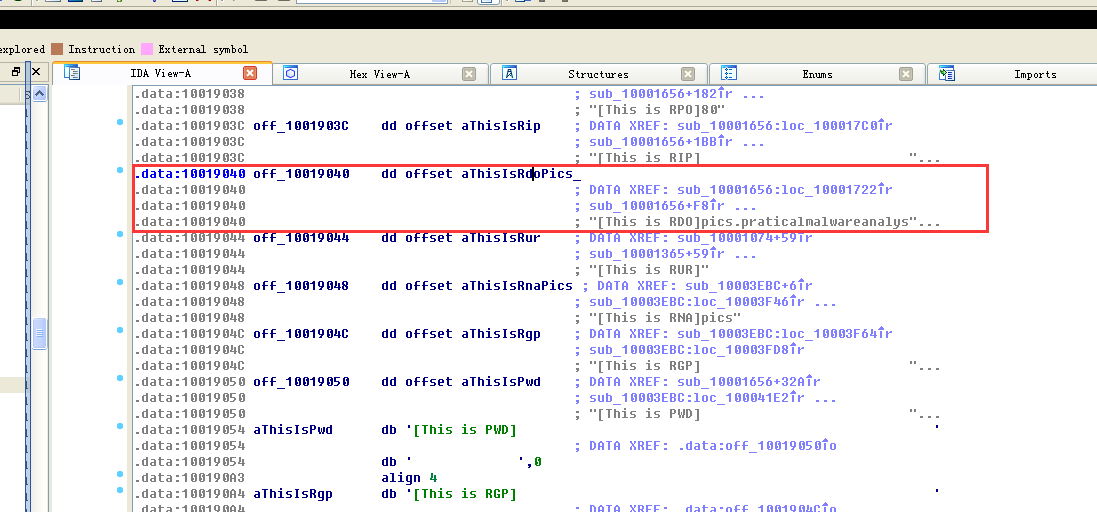 explored Instruction External symbol
IDA View-A Hex View-A Structures Enums Imports
.data:10019038 ; sub_10001656+182↑r ...
.data:10019038 ; "[This is RPO]80"
.data:1001903C off_1001903C dd offset aThisIsRip ; DATA XREF: sub_10001656:loc_100017C0↑r
.data:1001903C ; sub_10001656+1BB↑r ...
.data:1001903C ; "[This is RIP] "...
.data:10019040 off_10019040 dd offset aThisIsRdoPics_
.data:10019040 ; DATA XREF: sub_10001656:loc_10001722↑r
.data:10019040 ; sub_10001656+F8↑r ...
.data:10019040 ; "[This is RDO]pics.praticalmalwareanalys"...
.data:10019044 off_10019044 dd offset aThisIsRur ; DATA XREF: sub_10001074+59↑r
.data:10019044 ; sub_10001365+59↑r ...
.data:10019044 ; "[This is RUR]"
.data:10019048 off_10019048 dd offset aThisIsRnaPics ; DATA XREF: sub_10003EBC+6↑r
.data:10019048 ; sub_10003EBC:loc_10003F46↑r ...
.data:10019048 ; "[This is RNA]pics"
.data:1001904C off_1001904C dd offset aThisIsRgp ; DATA XREF: sub_10003EBC:loc_10003F64↑r
.data:1001904C ; sub_10003EBC:loc_10003FD8↑r
.data:1001904C ; "[This is RGP] "...
.data:10019050 off_10019050 dd offset aThisIsPwd ; DATA XREF: sub_10001656+32A↑r
.data:10019050 ; sub_10003EBC:loc_100041E2↑r ...
.data:10019050 ; "[This is PWD] "...
.data:10019054 aThisIsPwd db '[This is PWD] '
.data:10019054 ; DATA XREF: .data:off_10019050↑o
.data:10019054 db ' ',0
.data:100190A3 align 4
.data:100190A4 aThisIsRgp db '[This is RGP] '
.data:100190A4 ; DATA XREF: .data:off_1001904C↑o